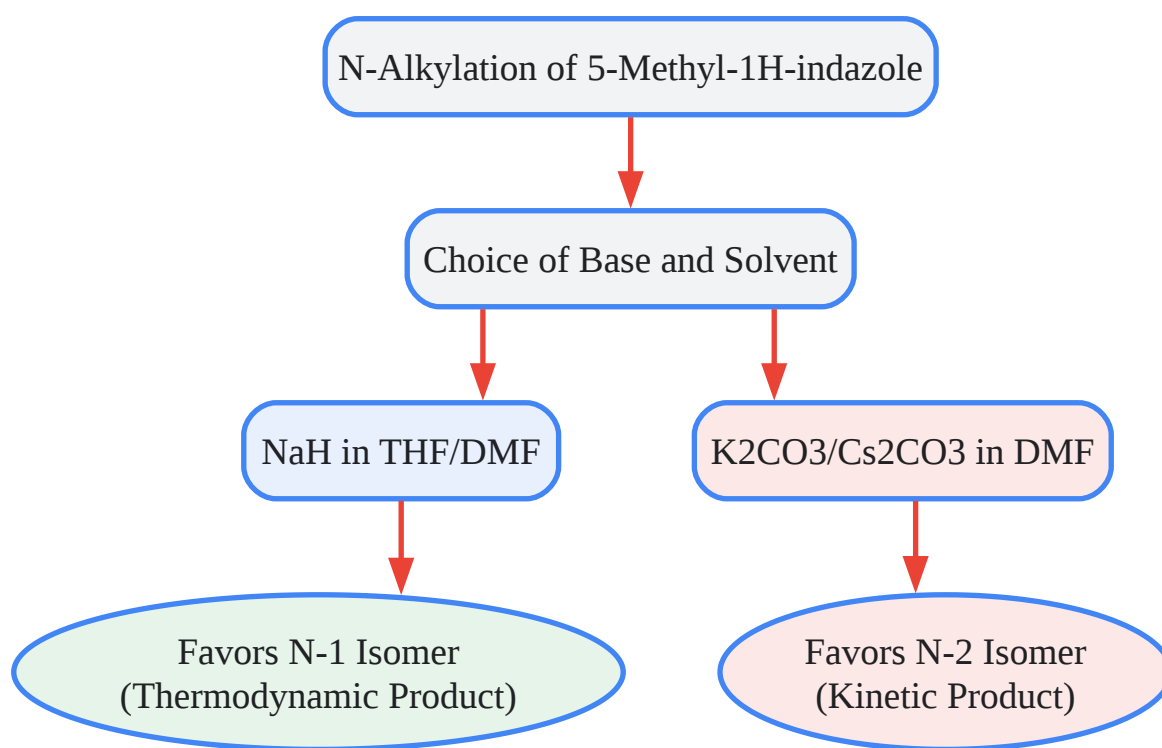 N-Alkylation of 5-Methyl-1H-indazole
Choice of Base and Solvent
NaH in THF/DMF
K2CO3/Cs2CO3 in DMF
Favors N-1 Isomer
(Thermodynamic Product)
Favors N-2 Isomer
(Kinetic Product)